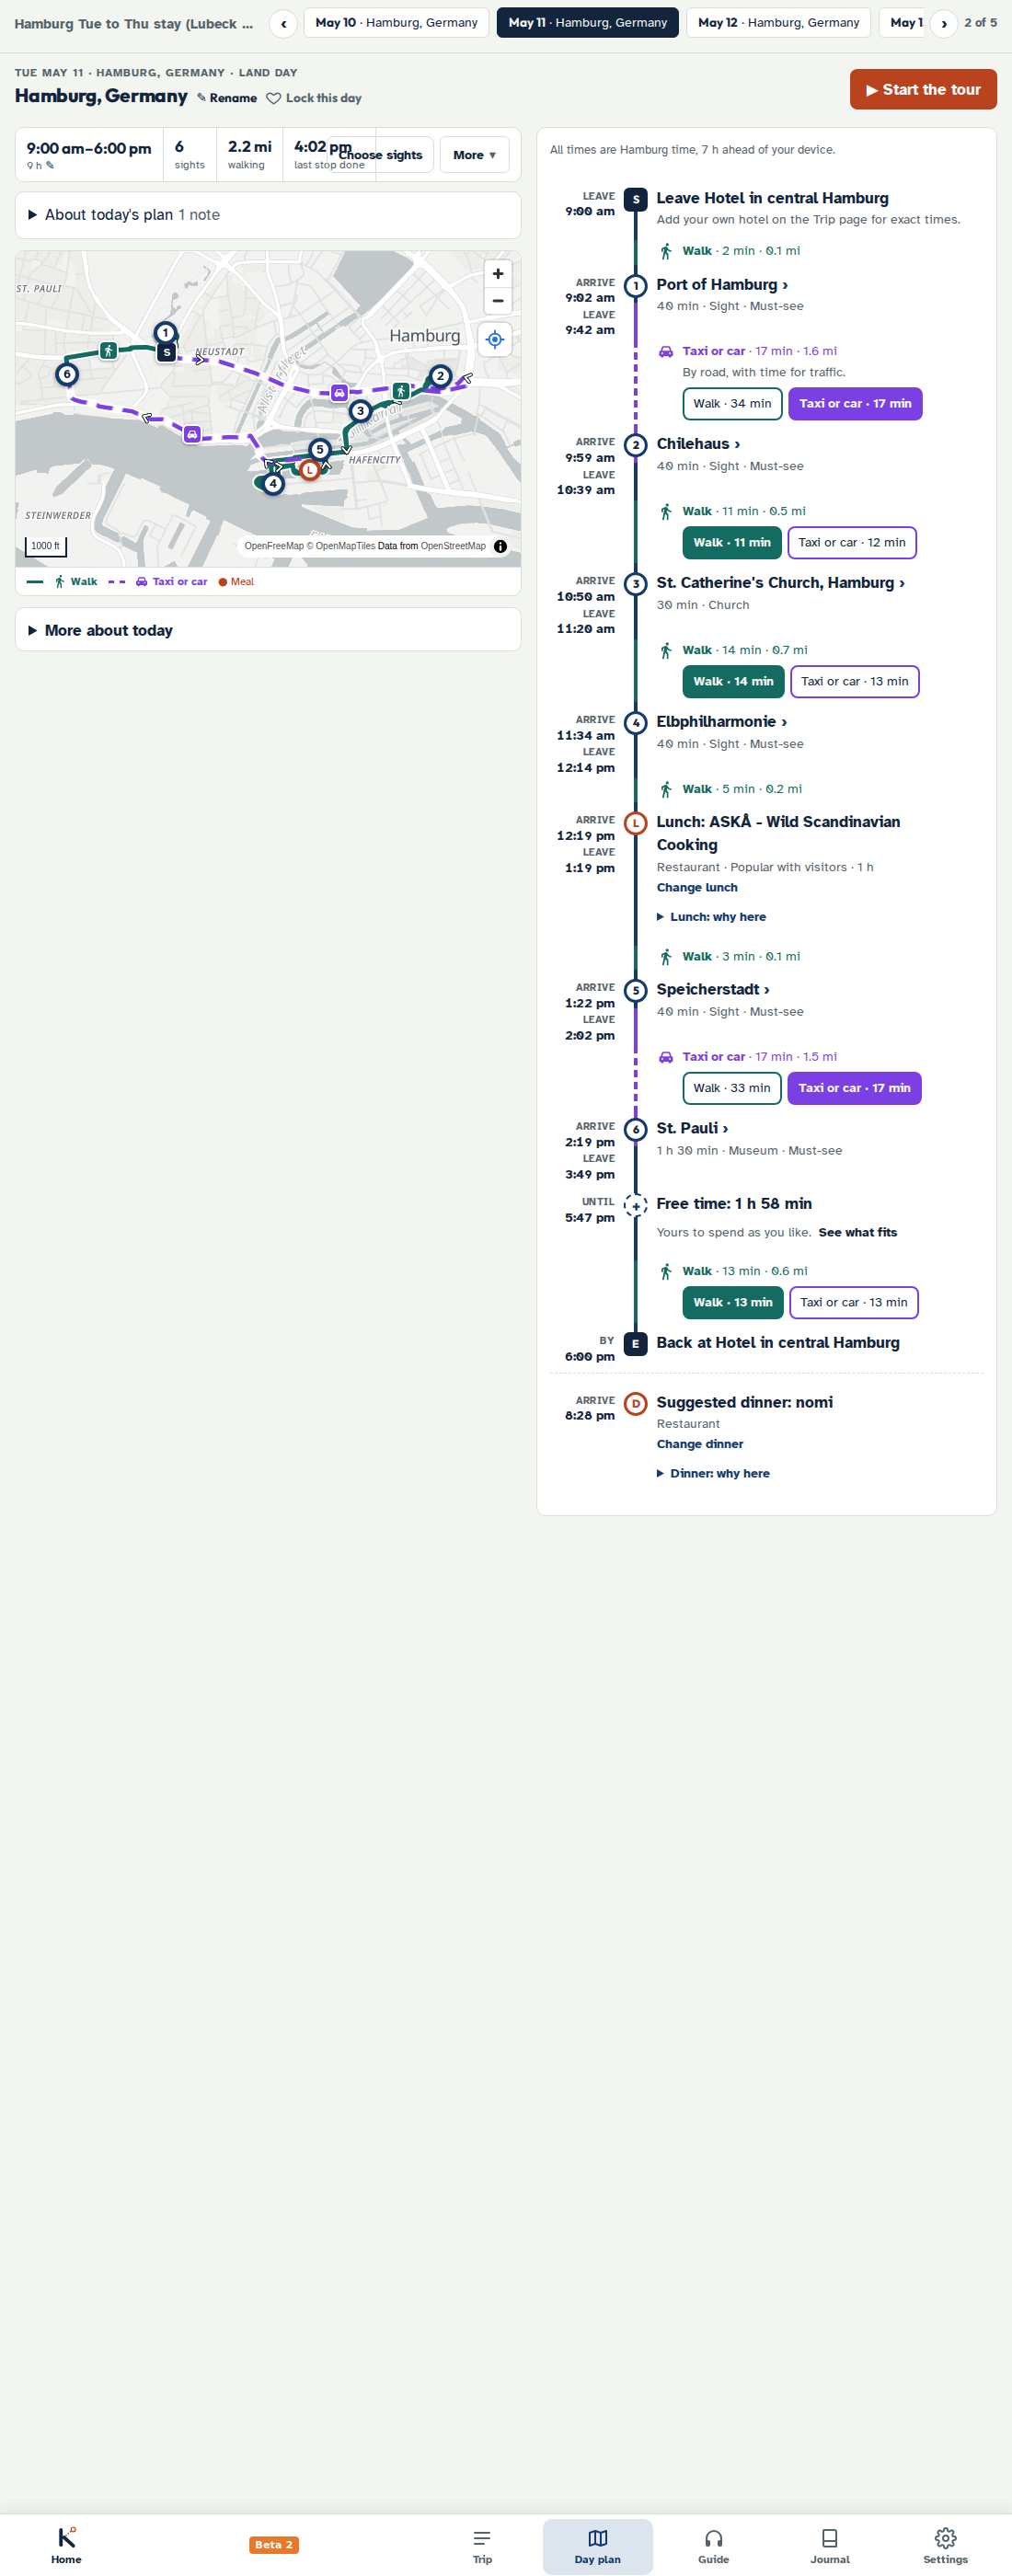 Hamburg Tue to Thu stay (Lubeck ...
‹
May 10 · Hamburg, Germany
May 11 · Hamburg, Germany
May 12 · Hamburg, Germany
May 1
›
2 of 5
TUE MAY 11 · HAMBURG, GERMANY · LAND DAY
Hamburg, Germany
✎ Rename
Lock this day
▶ Start the tour
9:00 am–6:00 pm
9 h ✎
6
sights
2.2 mi
walking
4:02 pm
last stop done
Choose sights
More ▾
▶ About today's plan 1 note
ST. PAULI
NEUSTADT
Hamburg
HAFENCITY
STEINWERDER
1
S
6
2
3
5
L
4
+
−
1000 ft
OpenFreeMap © OpenMapTiles Data from OpenStreetMap
Walk
Taxi or car
Meal
▶ More about today
All times are Hamburg time, 7 h ahead of your device.
LEAVE
9:00 am
S
Leave Hotel in central Hamburg
Add your own hotel on the Trip page for exact times.
Walk · 2 min · 0.1 mi
ARRIVE
9:02 am
LEAVE
9:42 am
1
Port of Hamburg ›
40 min · Sight · Must-see
Taxi or car · 17 min · 1.6 mi
By road, with time for traffic.
Walk · 34 min
Taxi or car · 17 min
ARRIVE
9:59 am
LEAVE
10:39 am
2
Chilehaus ›
40 min · Sight · Must-see
Walk · 11 min · 0.5 mi
Walk · 11 min
Taxi or car · 12 min
ARRIVE
10:50 am
LEAVE
11:20 am
3
St. Catherine's Church, Hamburg ›
30 min · Church
Walk · 14 min · 0.7 mi
Walk · 14 min
Taxi or car · 13 min
ARRIVE
11:34 am
LEAVE
12:14 pm
4
Elbphilharmonie ›
40 min · Sight · Must-see
Walk · 5 min · 0.2 mi
ARRIVE
12:19 pm
LEAVE
1:19 pm
L
Lunch: ASKÅ - Wild Scandinavian
Cooking
Restaurant · Popular with visitors · 1 h
Change lunch
▶ Lunch: why here
Walk · 3 min · 0.1 mi
ARRIVE
1:22 pm
LEAVE
2:02 pm
5
Speicherstadt ›
40 min · Sight · Must-see
Taxi or car · 17 min · 1.5 mi
Walk · 33 min
Taxi or car · 17 min
ARRIVE
2:19 pm
LEAVE
3:49 pm
6
St. Pauli ›
1 h 30 min · Museum · Must-see
UNTIL
5:47 pm
+
Free time: 1 h 58 min
Yours to spend as you like. See what fits
Walk · 13 min · 0.6 mi
Walk · 13 min
Taxi or car · 13 min
BY
6:00 pm
E
Back at Hotel in central Hamburg
ARRIVE
8:28 pm
D
Suggested dinner: nomi
Restaurant
Change dinner
▶ Dinner: why here
Home
Beta 2
Trip
Day plan
Guide
Journal
Settings